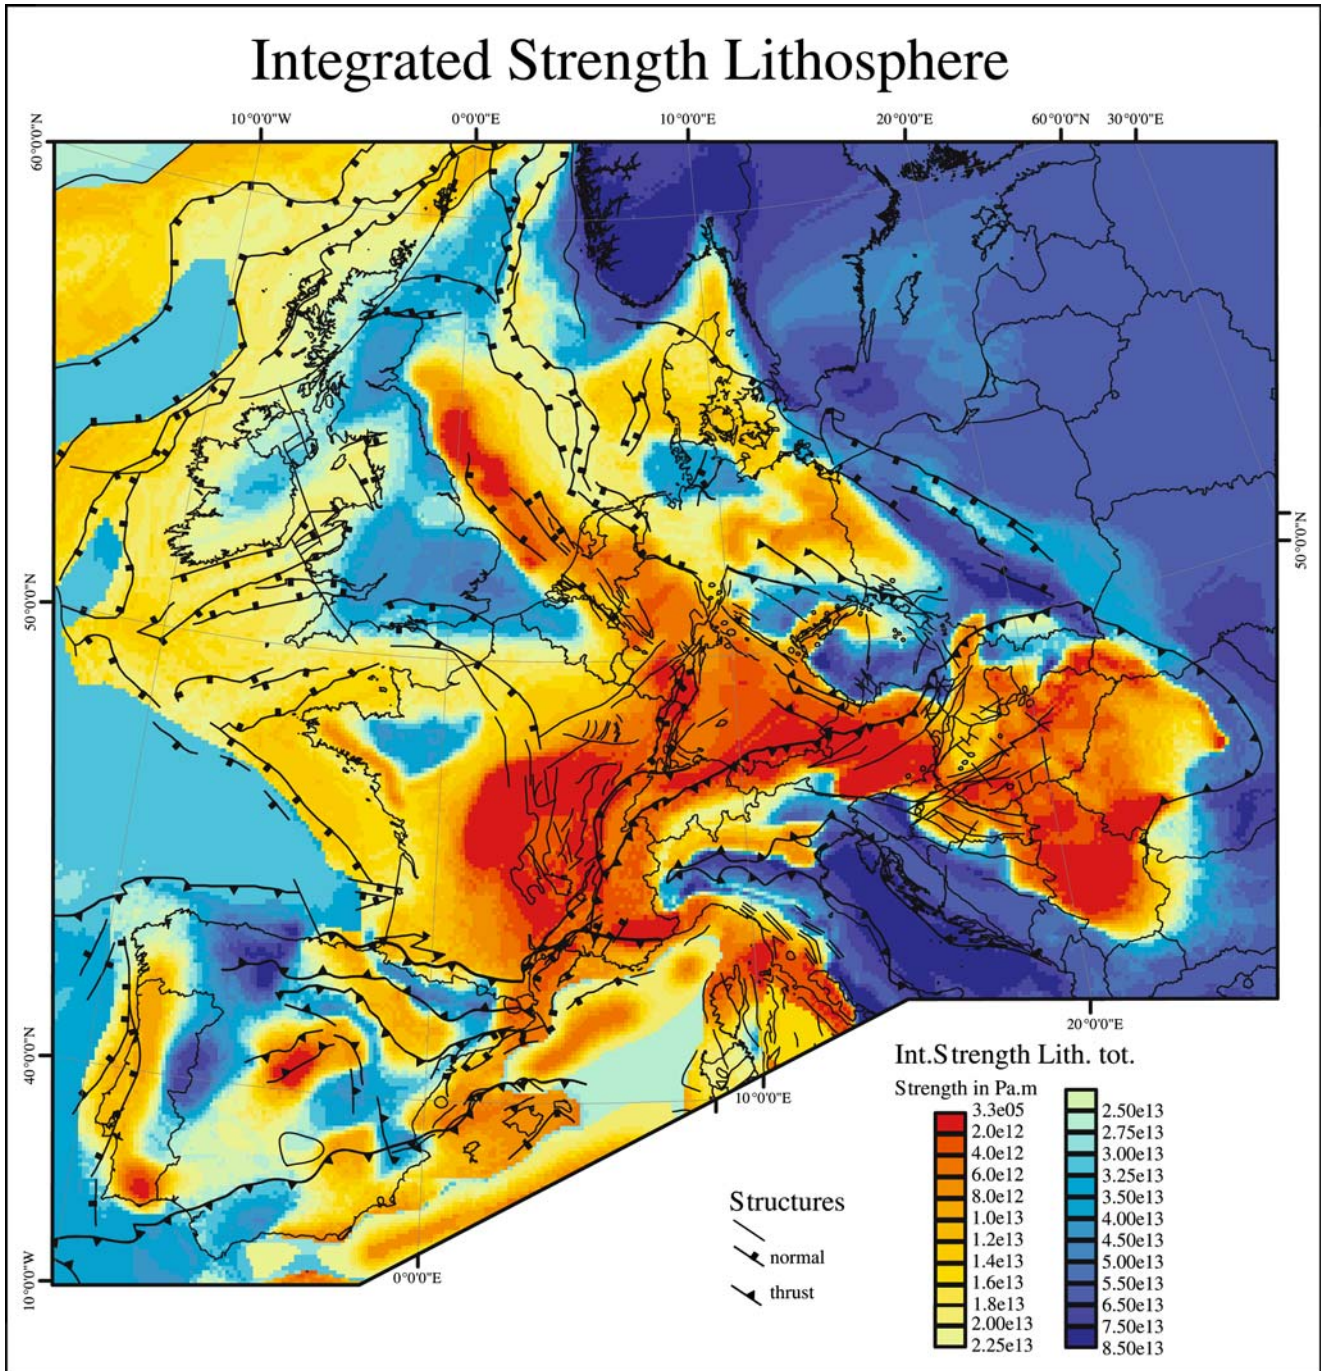 Integrated Strength Lithosphere
10°0'0"W 0°0'0"E 10°0'0"E 20°0'0"E 60°0'0"N 30°0'0"E
60°0'0"N
50°0'0"N
50°0'0"N
40°0'0"N
10°0'0"W
0°0'0"E
10°0'0"E
20°0'0"E
Int.Strength Lith. tot.
Strength in Pa.m
3.3e05
2.0e12
4.0e12
6.0e12
8.0e12
1.0e13
1.2e13
1.4e13
1.6e13
1.8e13
2.00e13
2.25e13
2.50e13
2.75e13
3.00e13
3.25e13
3.50e13
4.00e13
4.50e13
5.00e13
5.50e13
6.50e13
7.50e13
8.50e13
Structures
normal
thrust